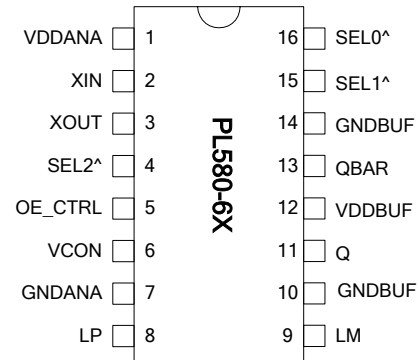 VDDANA 1 16 SEL0^
XIN 2 15 SEL1^
XOUT 3 14 GNDBUF
SEL2^ 4 13 QBAR
OE_CTRL 5 12 VDDBUF
VCON 6 11 Q
GNDANA 7 10 GNDBUF
LP 8 9 LM
PL580-6X